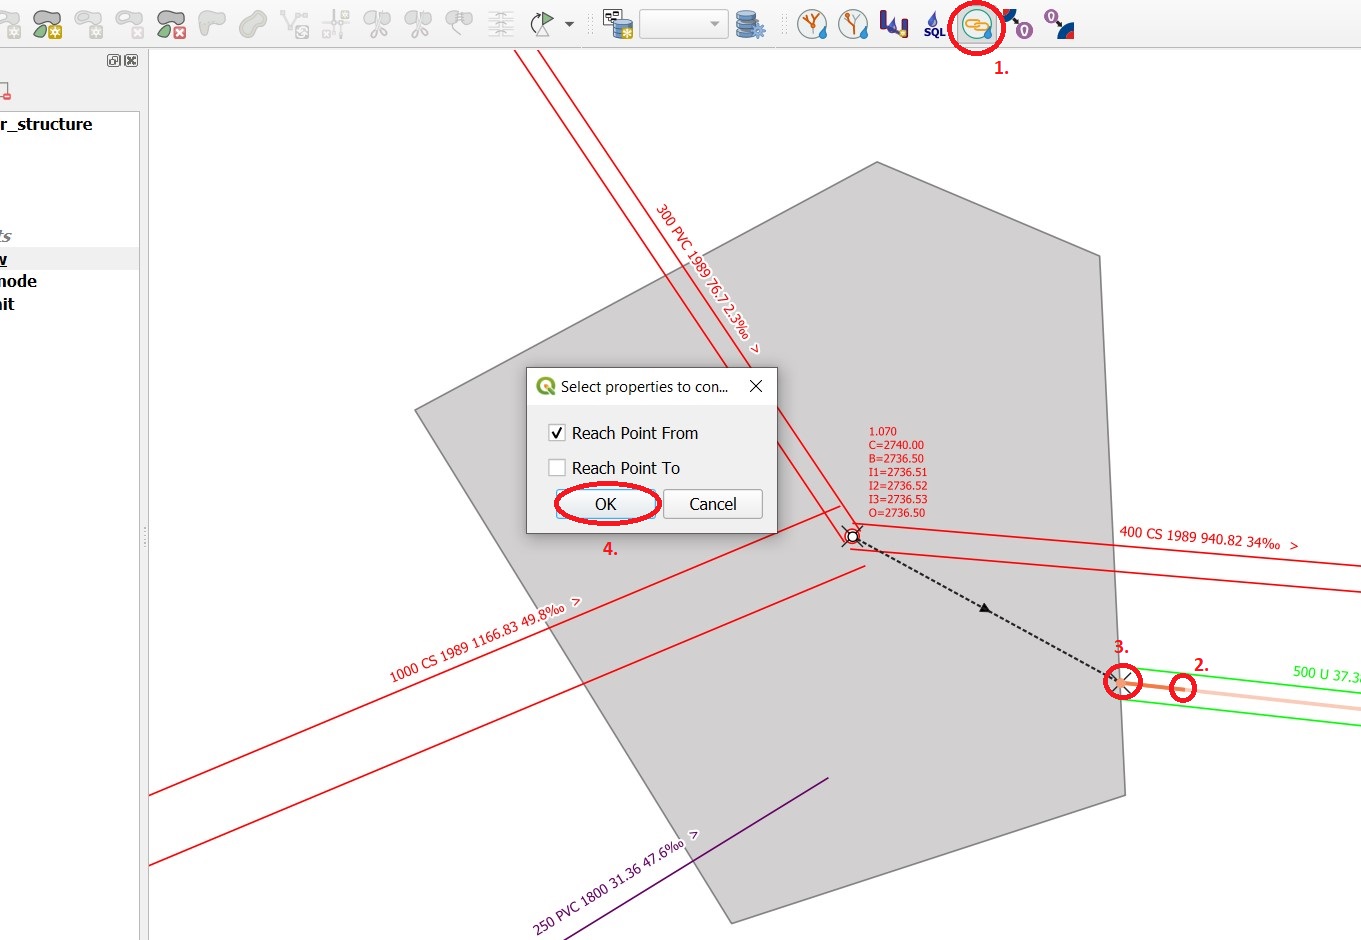 SQL
1.
r_structure
ts
w
node
it
300 PVC 1989 76.7 2.3‰ >
Select properties to con...
Reach Point From
Reach Point To
OK
Cancel
4.
1.070
C=2740.00
B=2736.50
I1=2736.51
I2=2736.52
I3=2736.53
O=2736.50
400 CS 1989 940.82 34‰ >
1000 CS 1989 1166.83 49.8‰ >
3.
2.
500 U 37.3
250 PVC 1800 31.36 47.6‰ >